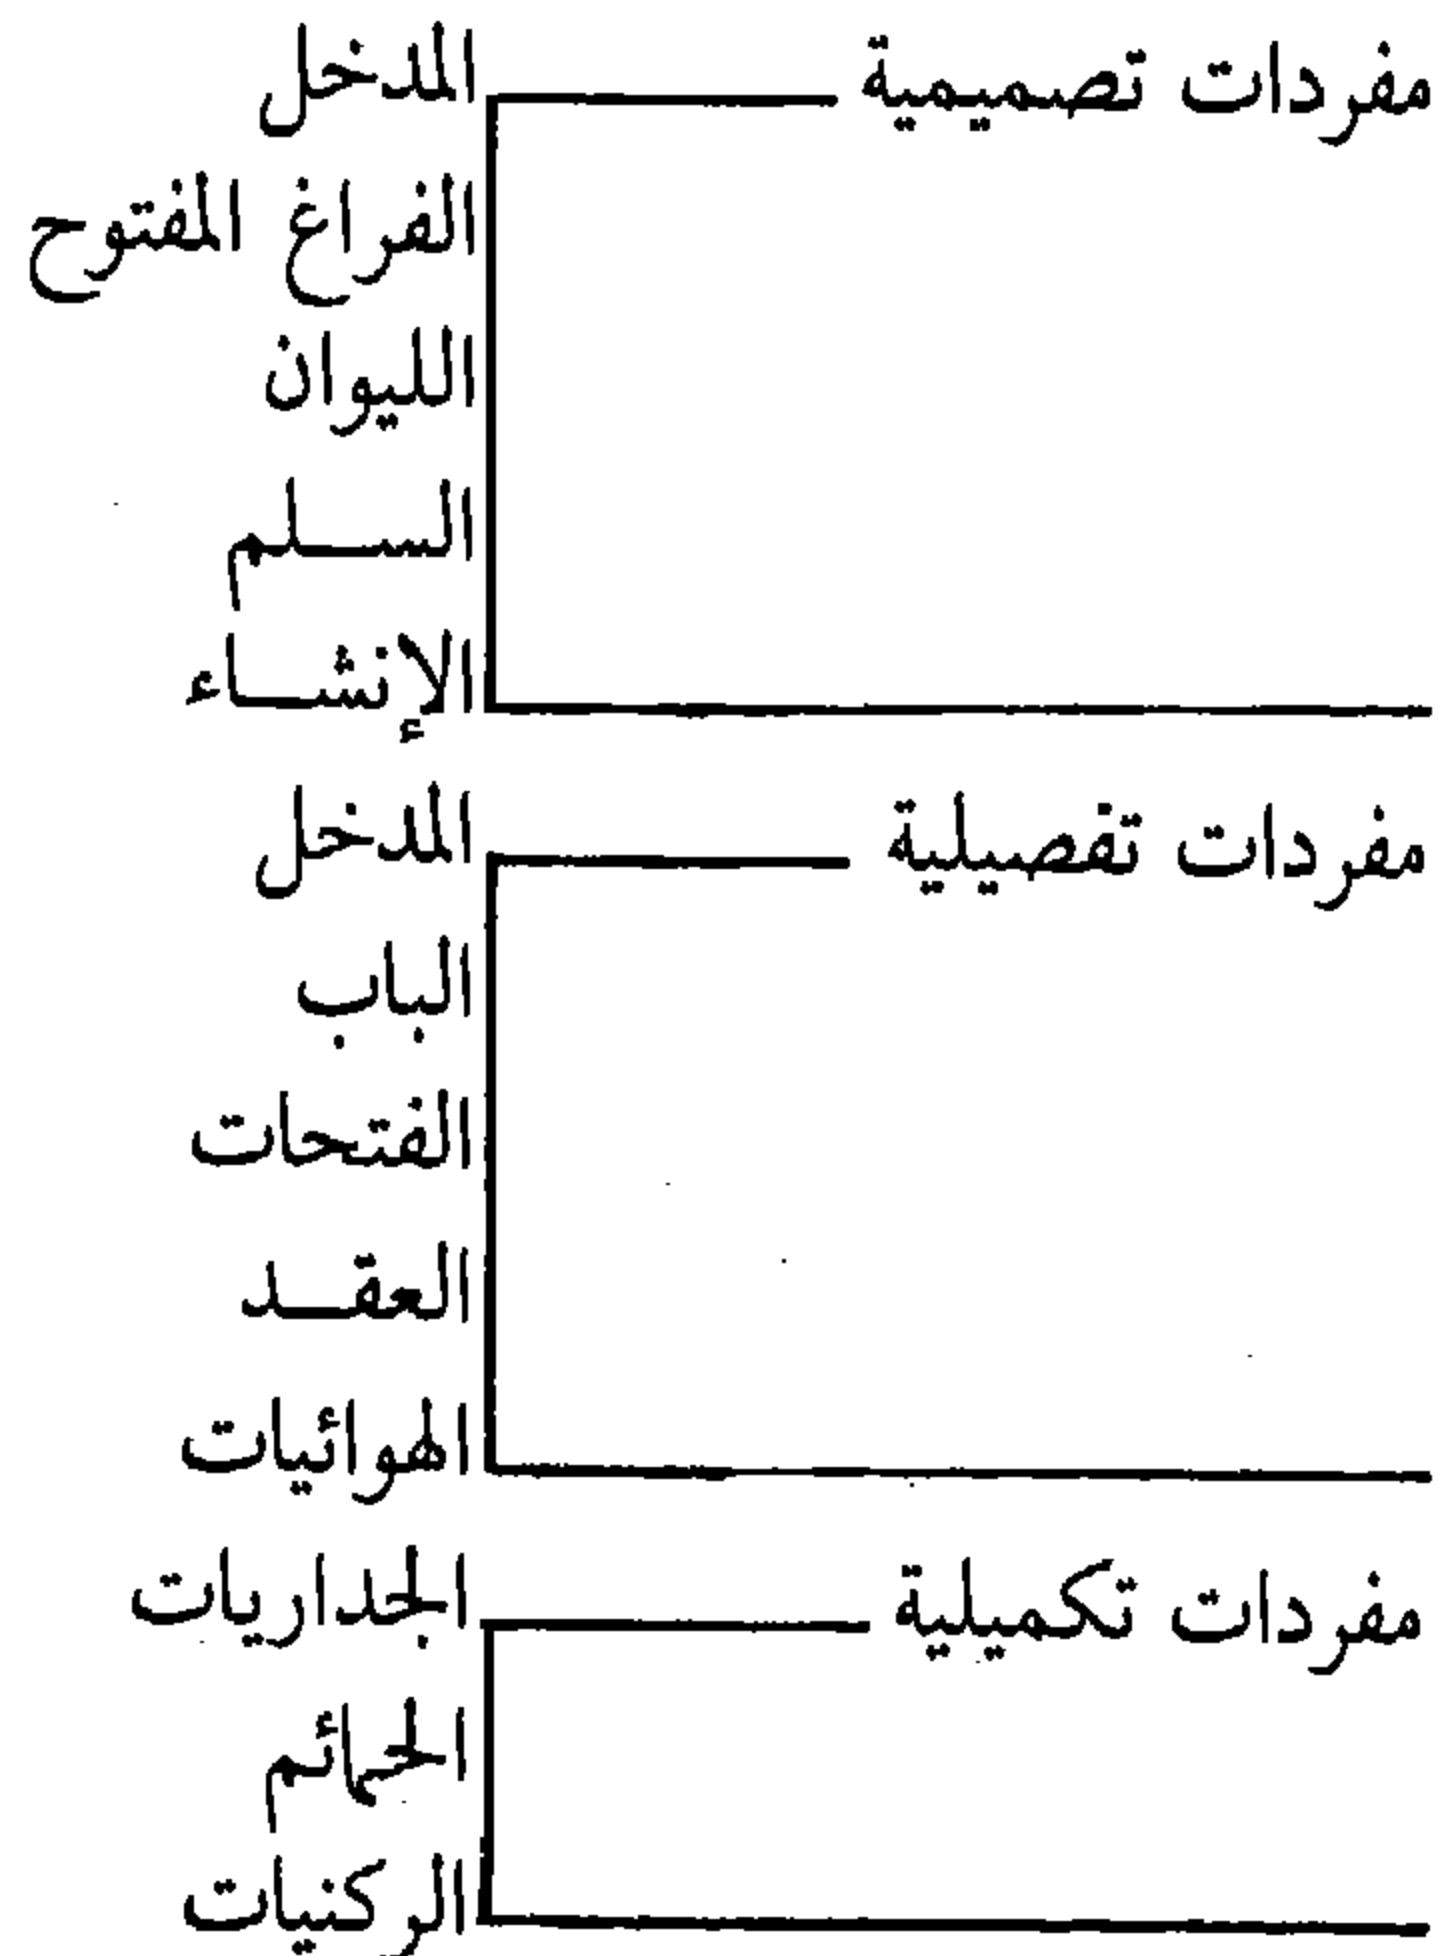 مفردات تصميمية المدخل
الفراغ المفتوح
الليوان
السلم
الإنشاء
مفردات تفصيلية المدخل
الباب
الفتحات
العقد
الهوائيات
مفردات تكميلية الجداريات
الحمائم
الركنيات